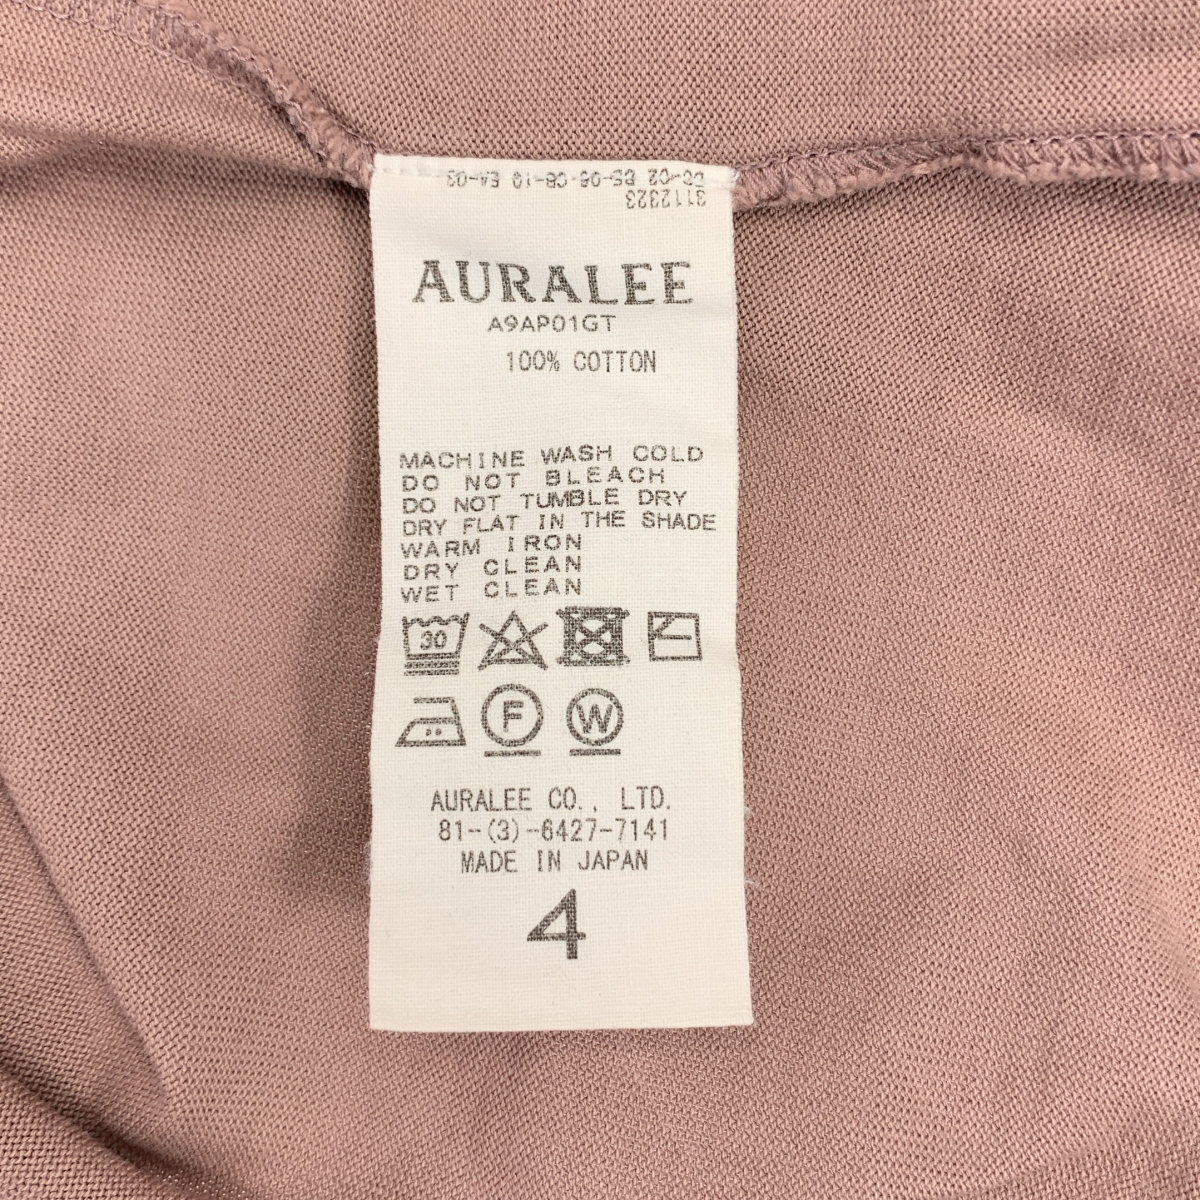 3112323
AURALEE
A9AP01GT
100% COTTON
MACHINE WASH COLD
DO NOT BLEACH
DO NOT TUMBLE DRY
DRY FLAT IN THE SHADE
WARM IRON
DRY CLEAN
WET CLEAN
30
F W
AURALEE CO., LTD.
81-(3)-6427-7141
MADE IN JAPAN
4